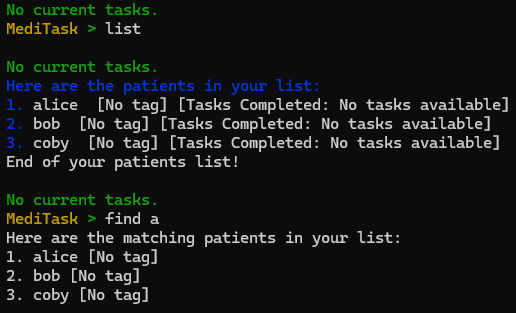 No current tasks.
MediTask > list
No current tasks.
Here are the patients in your list:
1. alice  [No tag] [Tasks Completed: No tasks available]
2. bob  [No tag] [Tasks Completed: No tasks available]
3. coby  [No tag] [Tasks Completed: No tasks available]
End of your patients list!
No current tasks.
MediTask > find a
Here are the matching patients in your list:
1. alice [No tag]
2. bob [No tag]
3. coby [No tag]